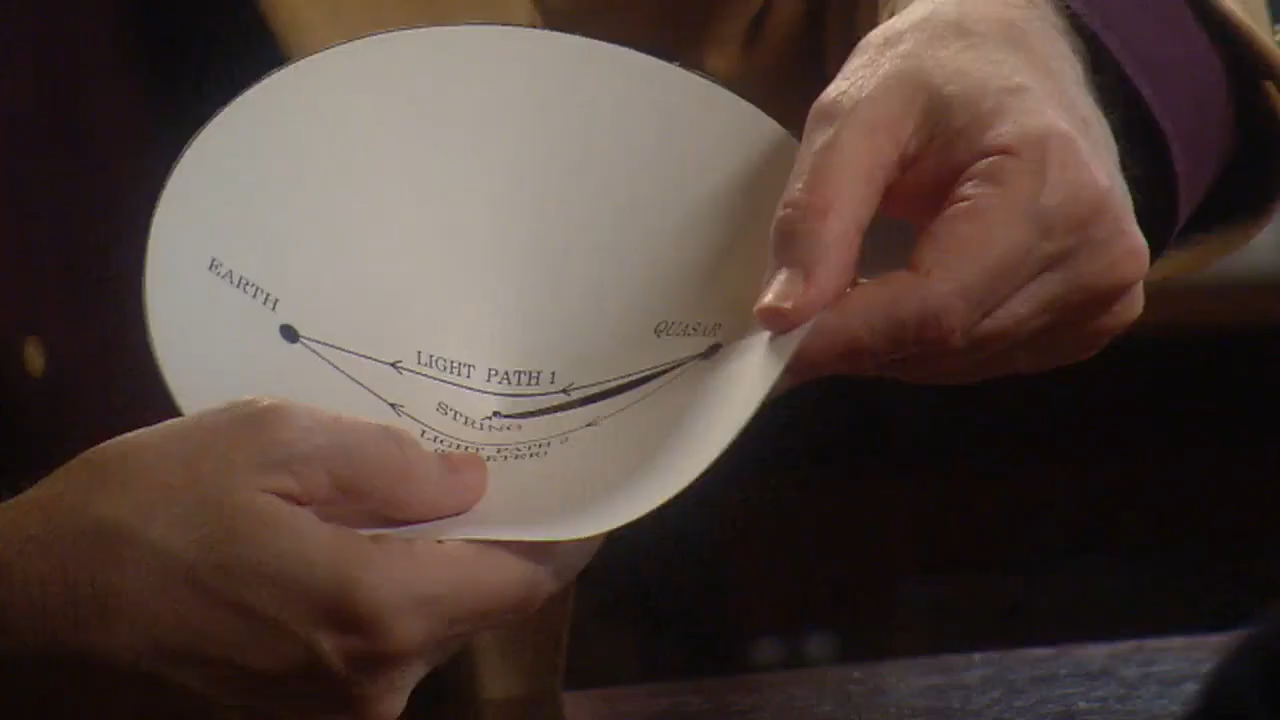 EARTH
QUASAR
LIGHT PATH 1
STRING
LIGHT PATH 2